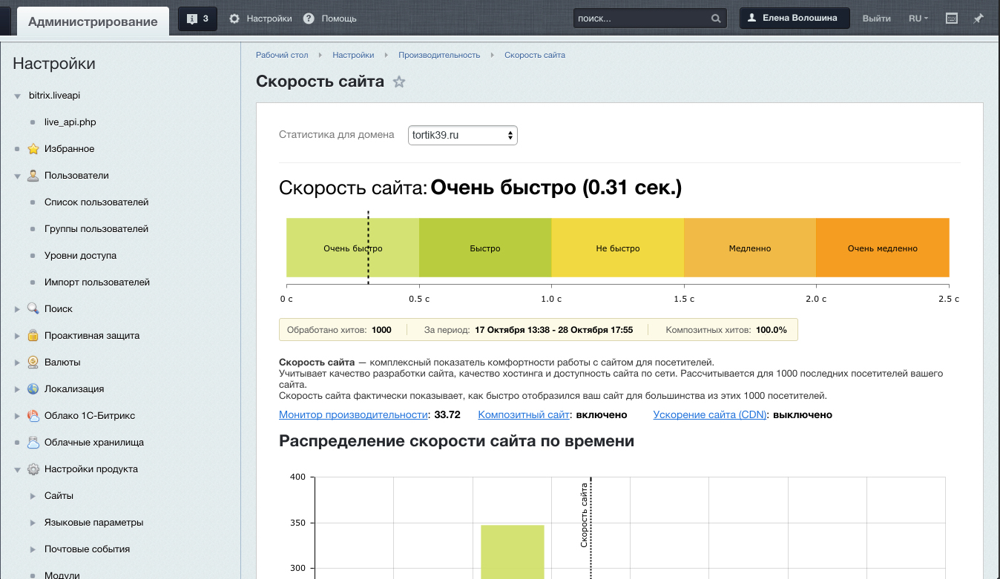 Администрирование
3
Настройки
Помощь
поиск...
Елена Волошина
Выйти
RU
Настройки
bitrix.liveapi
live_api.php
Избранное
Пользователи
Список пользователей
Группы пользователей
Уровни доступа
Импорт пользователей
Поиск
Проактивная защита
Валюты
Локализация
Облако 1С-Битрикс
Облачные хранилища
Настройки продукта
Сайты
Языковые параметры
Почтовые события
Модули
Рабочий стол Настройки Производительность Скорость сайта
Скорость сайта
Статистика для домена tortik39.ru
Скорость сайта: Очень быстро (0.31 сек.)
Очень быстро Быстро Не быстро Медленно Очень медленно
0 с 0.5 с 1.0 с 1.5 с 2.0 с 2.5 с
Обработано хитов: 1000 За период: 17 Октября 13:38 - 28 Октября 17:55 Композитных хитов: 100.0%
Скорость сайта — комплексный показатель комфортности работы с сайтом для посетителей.
Учитывает качество разработки сайта, качество хостинга и доступность сайта по сети. Рассчитывается для 1000 последних посетителей вашего
сайта.
Скорость сайта фактически показывает, как быстро отобразился ваш сайт для большинства из этих 1000 посетителей.
Монитор производительности: 33.72 Композитный сайт: включено Ускорение сайта (CDN): выключено
Распределение скорости сайта по времени
400
350
300
Скорость сайта